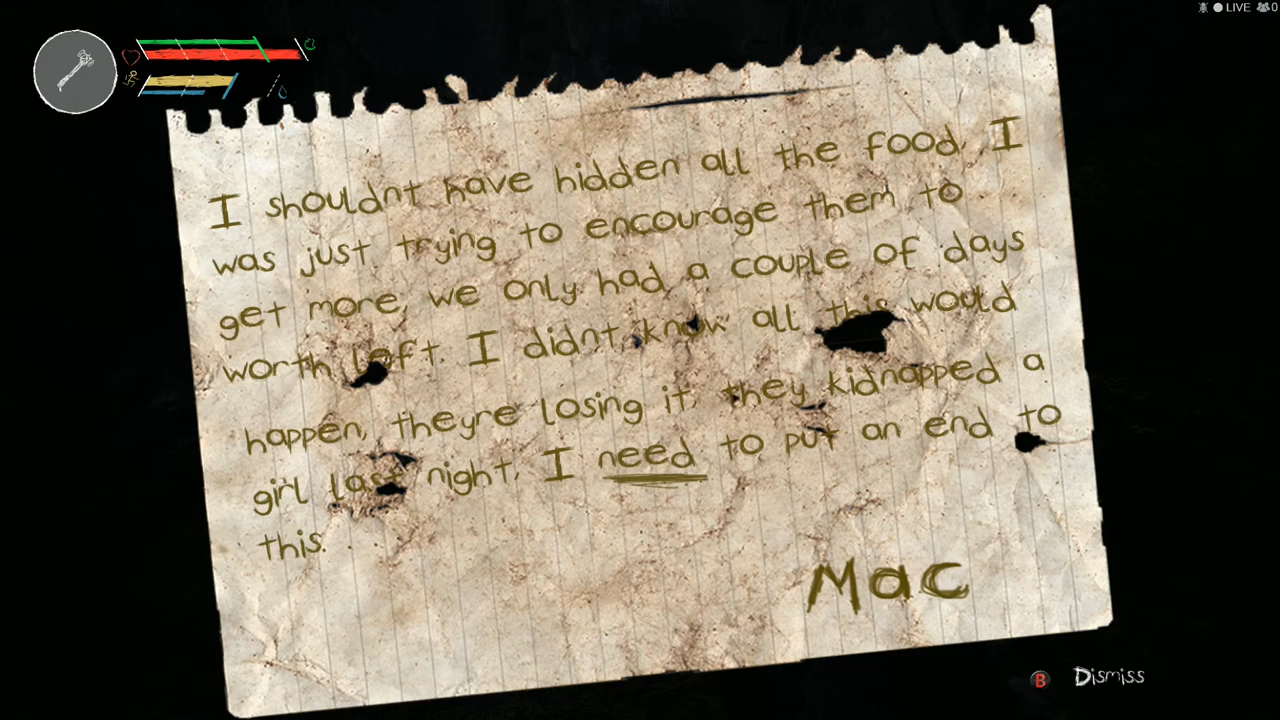 LIVE 0
I shouldnt have hidden all the food, I
was just trying to encourage them to
get more, we only had a couple of days
worth left. I didnt know all this would
happen, theyre losing it, they kidnapped a
girl last night, I need to put an end to
this.
Mac
B Dismiss